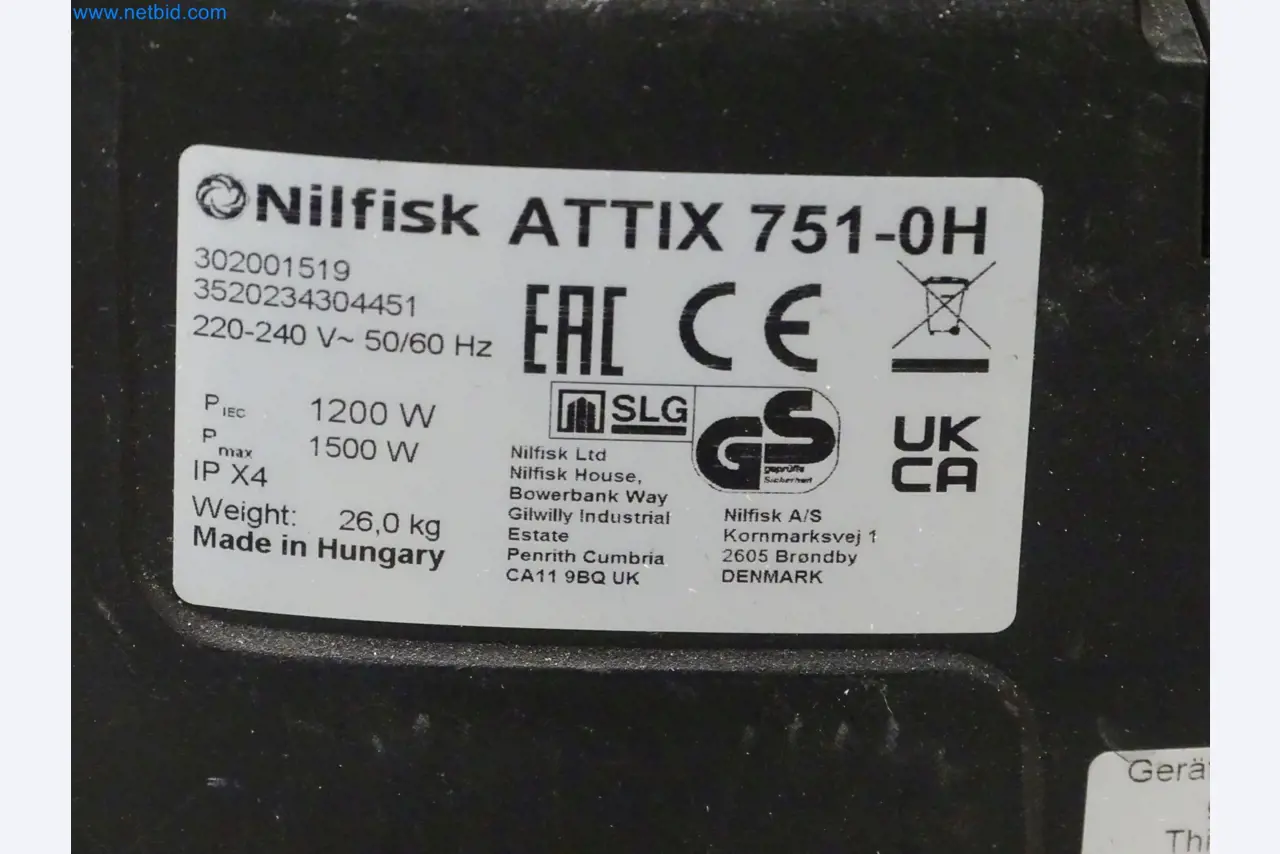 www.netbid.com
Nilfisk ATTIX 751-0H
302001519
3520234304451
220-240 V~ 50/60 Hz
EAC CE
P IEC 1200 W
P max 1500 W
IP X4
Weight: 26,0 kg
Made in Hungary
SLG
GS
geprüfte
Sicherheit
UK
CA
Nilfisk Ltd
Nilfisk House,
Bowerbank Way
Gilwilly Industrial
Estate
Penrith Cumbria
CA11 9BQ UK
Nilfisk A/S
Kornmarksvej 1
2605 Brøndby
DENMARK